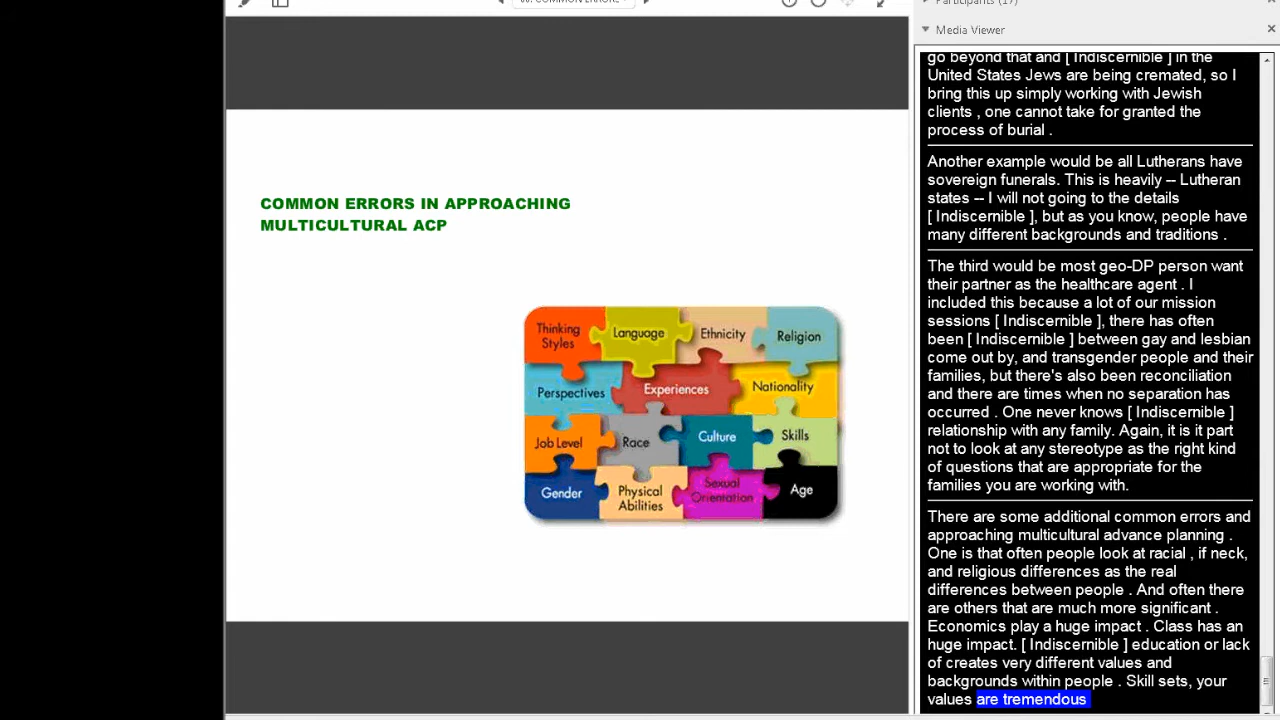 Participants (17)
Media Viewer
COMMON ERRORS IN APPROACHING
MULTICULTURAL ACP
Thinking
Styles
Language
Ethnicity
Religion
Perspectives
Experiences
Nationality
Job Level
Race
Culture
Skills
Gender
Physical
Abilities
Sexual
Orientation
Age
go beyond that and [ Indiscernible ] in the
United States Jews are being cremated, so I
bring this up simply working with Jewish
clients , one cannot take for granted the
process of burial .
Another example would be all Lutherans have
sovereign funerals. This is heavily -- Lutheran
states -- I will not going to the details
[ Indiscernible ], but as you know, people have
many different backgrounds and traditions .
The third would be most geo-DP person want
their partner as the healthcare agent . I
included this because a lot of our mission
sessions [ Indiscernible ], there has often
been [ Indiscernible ] between gay and lesbian
come out by, and transgender people and their
families, but there's also been reconciliation
and there are times when no separation has
occurred . One never knows [ Indiscernible ]
relationship with any family. Again, it is it part
not to look at any stereotype as the right kind
of questions that are appropriate for the
families you are working with.
There are some additional common errors and
approaching multicultural advance planning .
One is that often people look at racial , if neck,
and religious differences as the real
differences between people . And often there
are others that are much more significant .
Economics play a huge impact . Class has an
huge impact. [ Indiscernible ] education or lack
of creates very different values and
backgrounds within people . Skill sets, your
values are tremendous